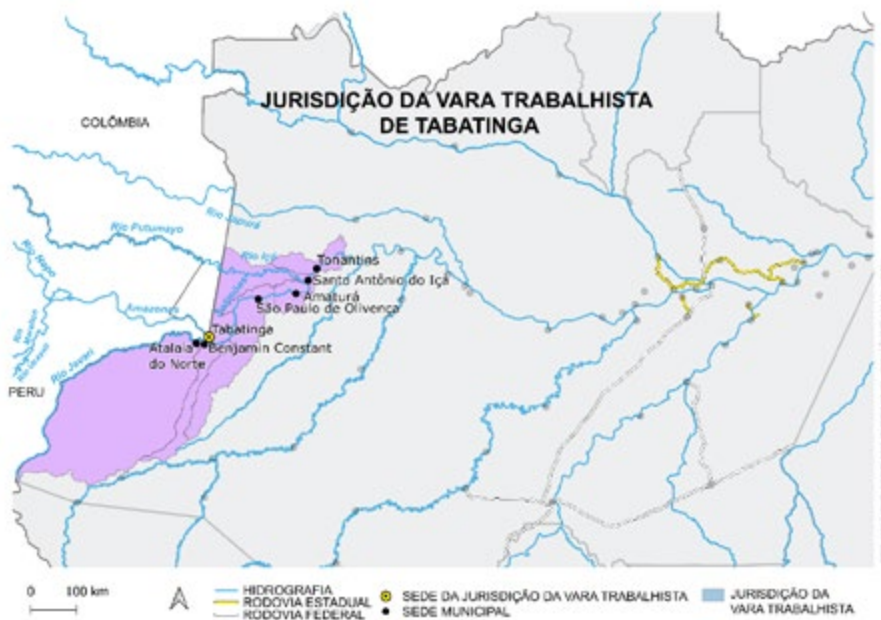 JURISDIÇÃO DA VARA TRABALHISTA
DE TABATINGA
COLÔMBIA
Rio Japurá
Rio Putumayo
Rio Içá
Tonantins
Rio Napo
Santo Antônio do Içá
Amaturá
São Paulo de Olivença
Amazonas
Tabatinga
Atalaia
do Norte
Benjamin Constant
Rio Javari
PERU
0 100 km
HIDROGRAFIA
RODOVIA ESTADUAL
RODOVIA FEDERAL
SEDE DA JURISDIÇÃO DA VARA TRABALHISTA
SEDE MUNICIPAL
JURISDIÇÃO DA
VARA TRABALHISTA